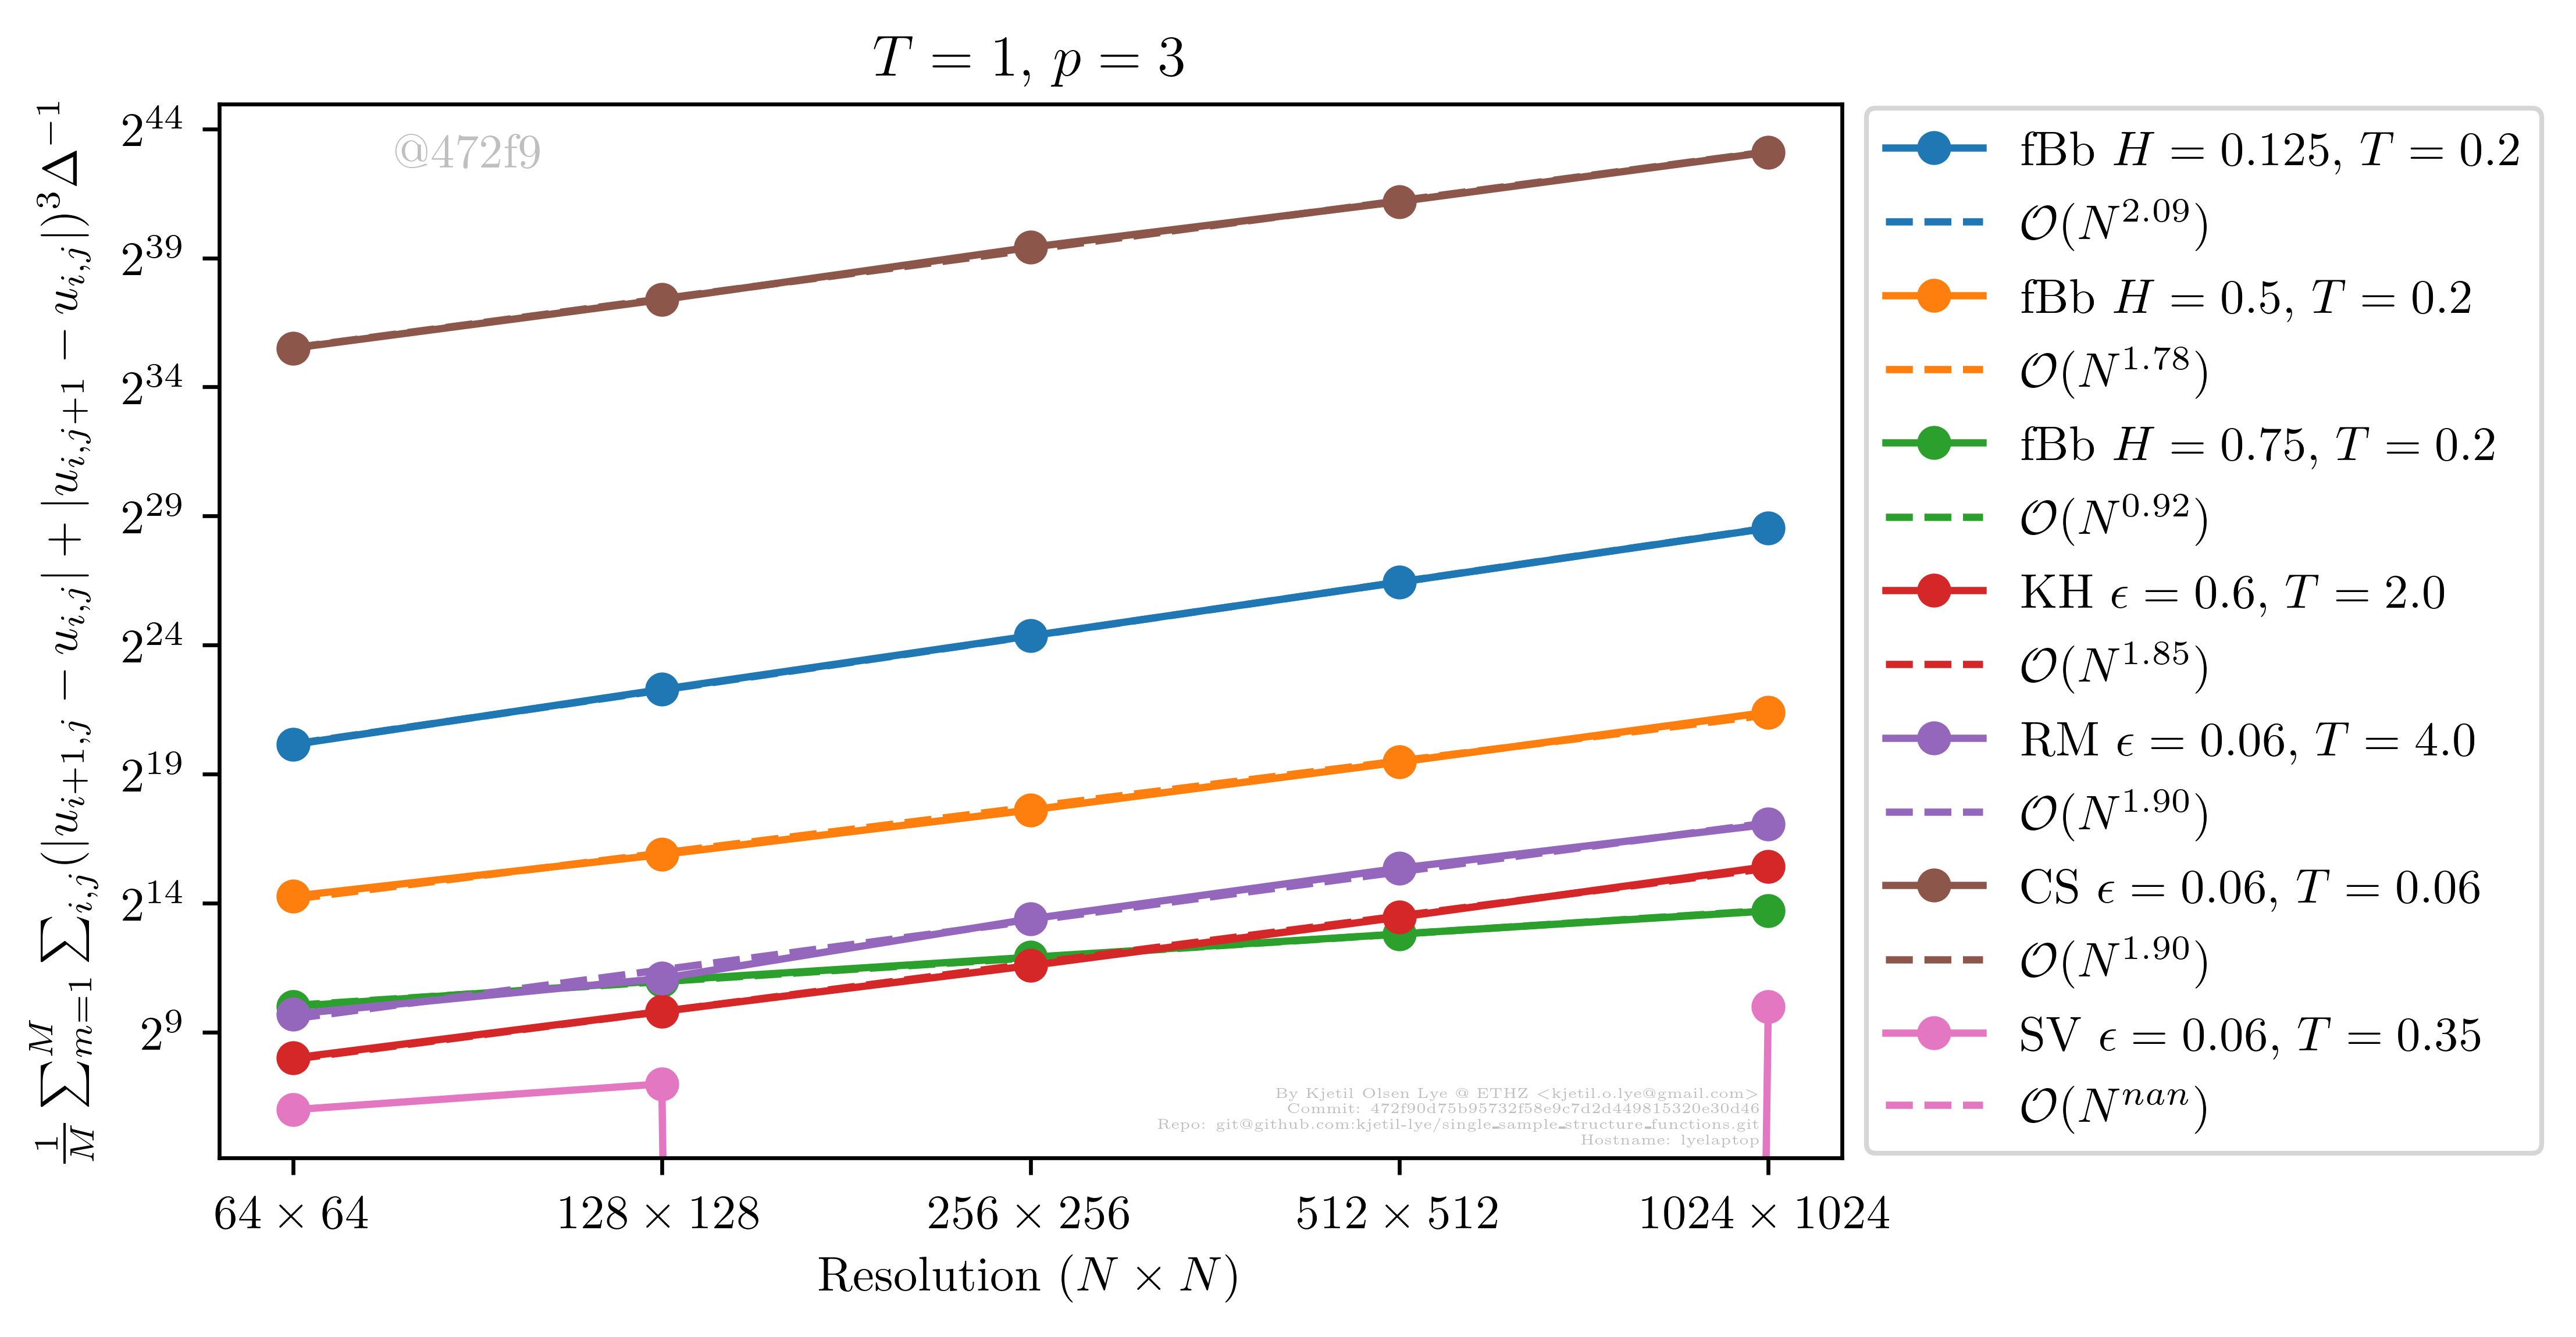 T = 1, p = 3
@472f9
2^44
2^39
2^34
2^29
2^24
2^19
2^14
2^9
\frac{1}{M} \sum_{m=1}^{M} \sum_{i,j} (|u_{i+1,j} − u_{i,j}| + |u_{i,j+1} − u_{i,j}|)^3 Δ^{−1}
By Kjetil Olsen Lye @ ETHZ <kjetil.o.lye@gmail.com>
Commit: 472f90d75b95732f58e9c7d2d449815320e30d46
Repo: git@github.com:kjetil-lye/single_sample_structure_functions.git
Hostname: lyelaptop
64 × 64
128 × 128
256 × 256
512 × 512
1024 × 1024
Resolution (N × N)
fBb H = 0.125, T = 0.2
O(N^2.09)
fBb H = 0.5, T = 0.2
O(N^1.78)
fBb H = 0.75, T = 0.2
O(N^0.92)
KH ϵ = 0.6, T = 2.0
O(N^1.85)
RM ϵ = 0.06, T = 4.0
O(N^1.90)
CS ϵ = 0.06, T = 0.06
O(N^1.90)
SV ϵ = 0.06, T = 0.35
O(N^nan)